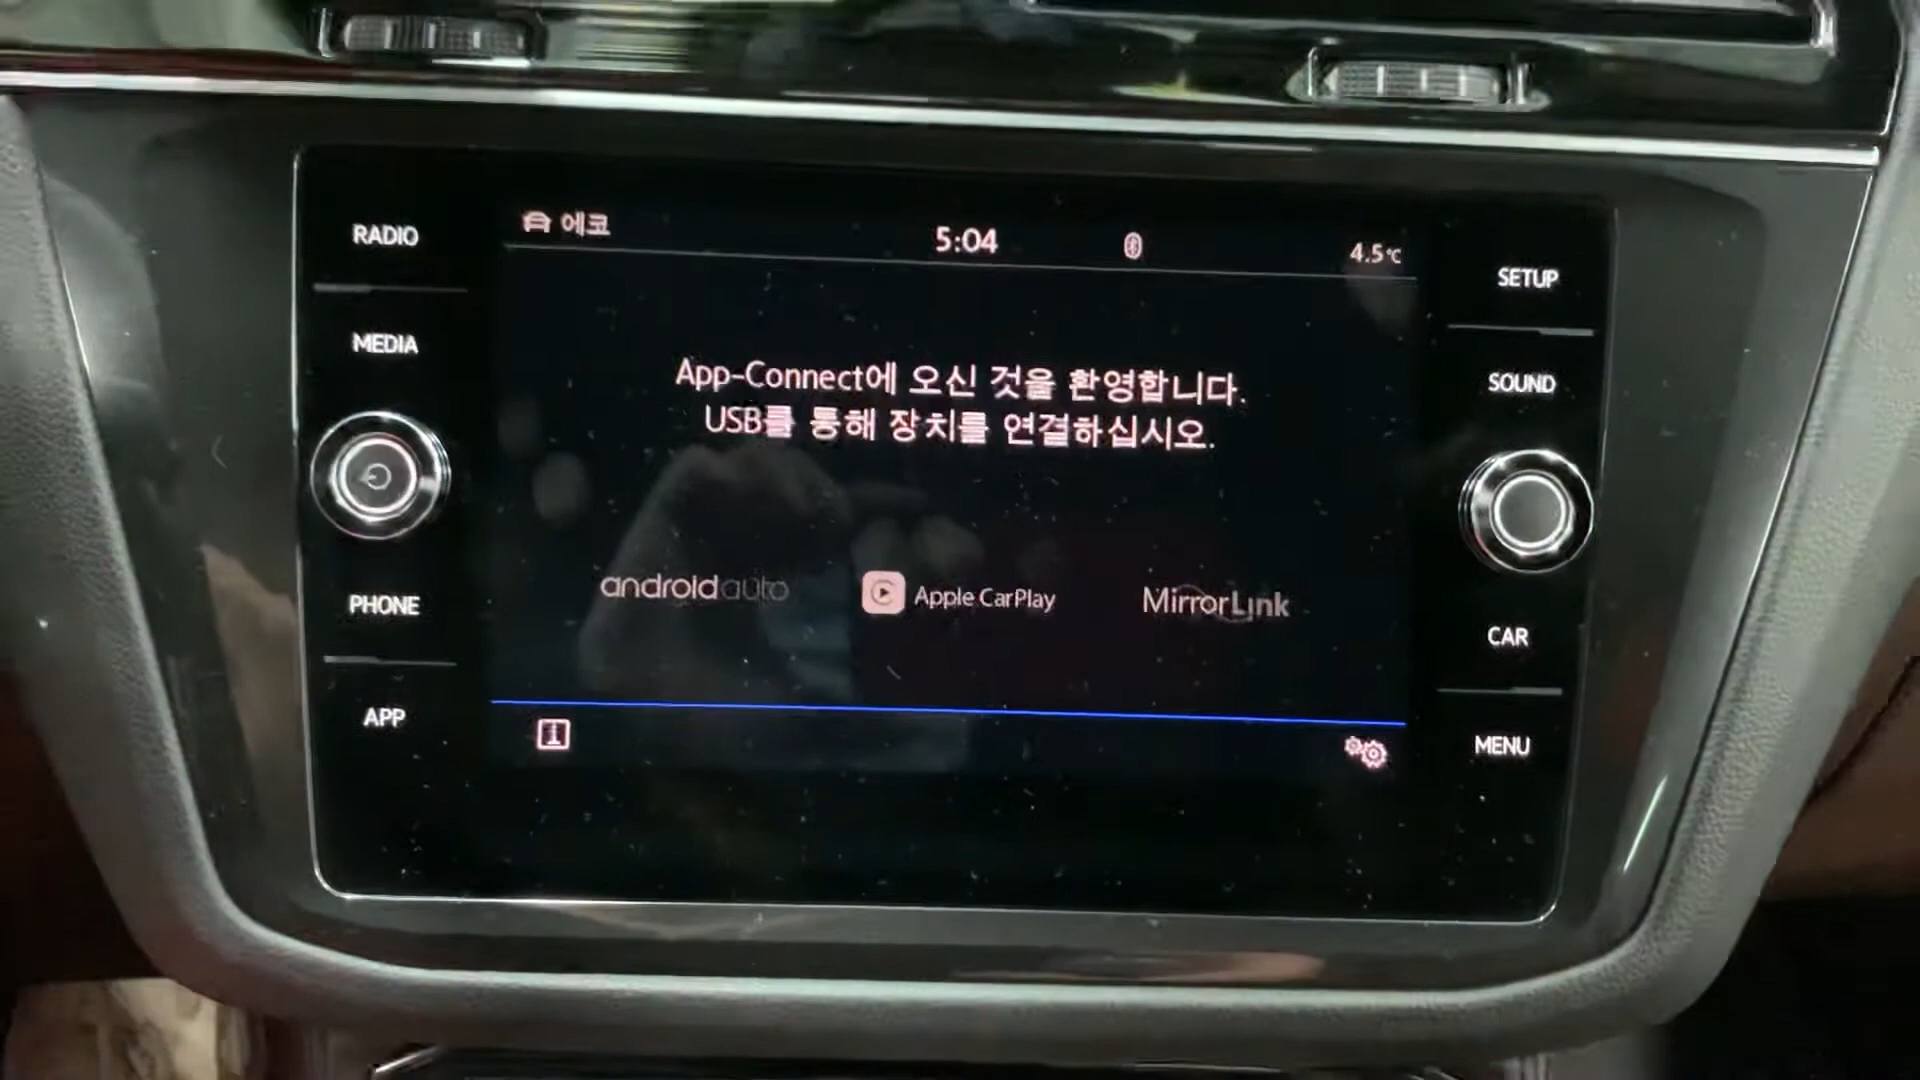 에코 5:04 4.5°C
RADIO
MEDIA
PHONE
APP
App-Connect에 오신 것을 환영합니다.
USB를 통해 장치를 연결하십시오.
androidauto
Apple CarPlay
MirrorLink
SETUP
SOUND
CAR
MENU